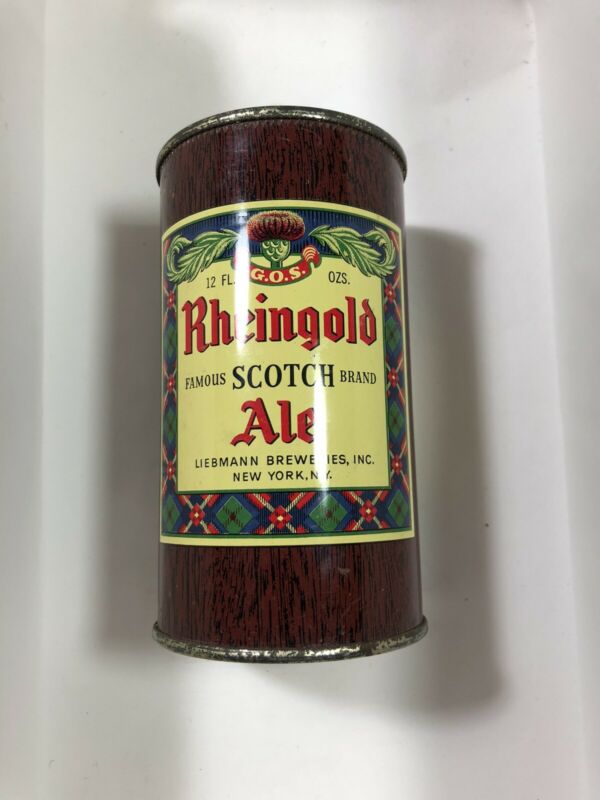 G.O.S.
12 FL. OZS.
Rheingold
FAMOUS SCOTCH BRAND
Ale
LIEBMANN BREWERIES, INC.
NEW YORK, N.Y.